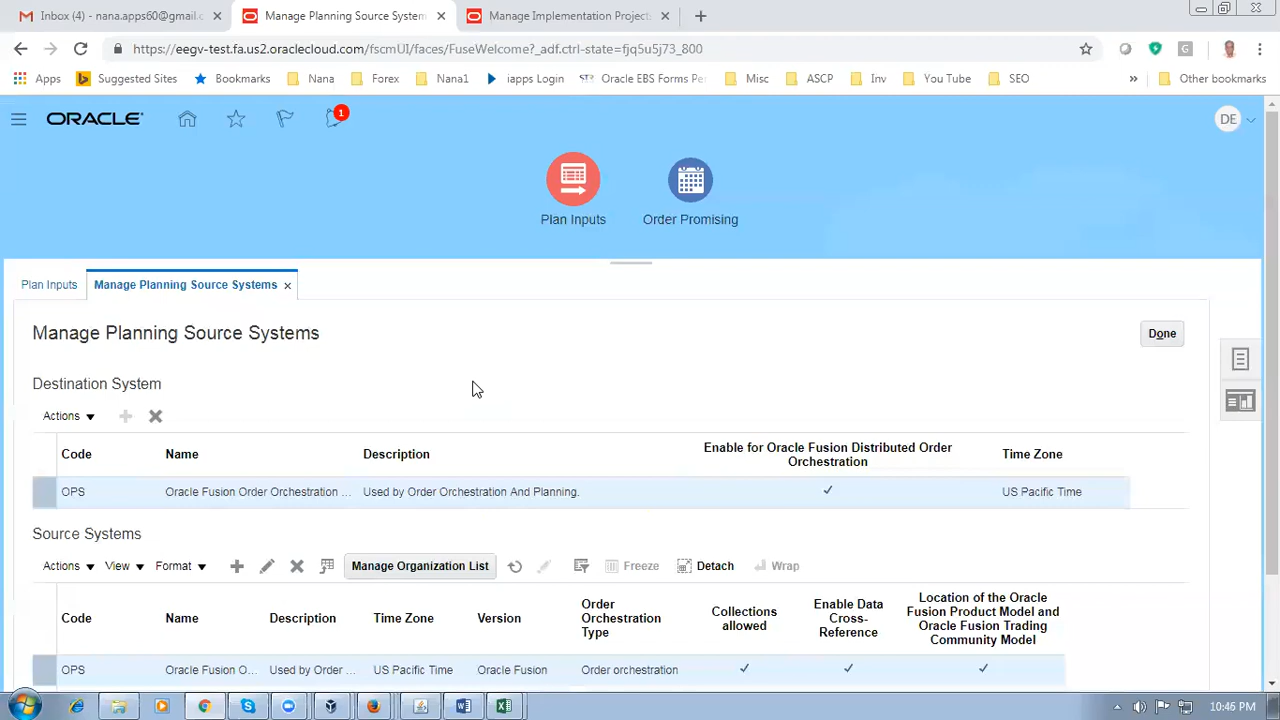 Inbox (4) - nana.apps60@gmail.c
Manage Planning Source System
Manage Implementation Project
https://eegv-test.fa.us2.oraclecloud.com/fscmUI/faces/FuseWelcome?_adf.ctrl-state=fjq5u5j73_800
G
Apps
Suggested Sites
Bookmarks
Nana
Forex
Nana1
iapps Login
Oracle EBS Forms Pe
Misc
ASCP
Inv
You Tube
SEO
»
Other bookmarks
ORACLE
1
DE
Plan Inputs
Order Promising
Plan Inputs
Manage Planning Source Systems
Manage Planning Source Systems
Done
Destination System
Actions
Code
Name
Description
Enable for Oracle Fusion Distributed Order
Orchestration
Time Zone
OPS
Oracle Fusion Order Orchestration ...
Used by Order Orchestration And Planning.
US Pacific Time
Source Systems
Actions
View
Format
Manage Organization List
Freeze
Detach
Wrap
Code
Name
Description
Time Zone
Version
Order
Orchestration
Type
Collections
allowed
Enable Data
Cross-
Reference
Location of the Oracle
Fusion Product Model and
Oracle Fusion Trading
Community Model
OPS
Oracle Fusion O...
Used by Order ...
US Pacific Time
Oracle Fusion
Order orchestration
10:46 PM